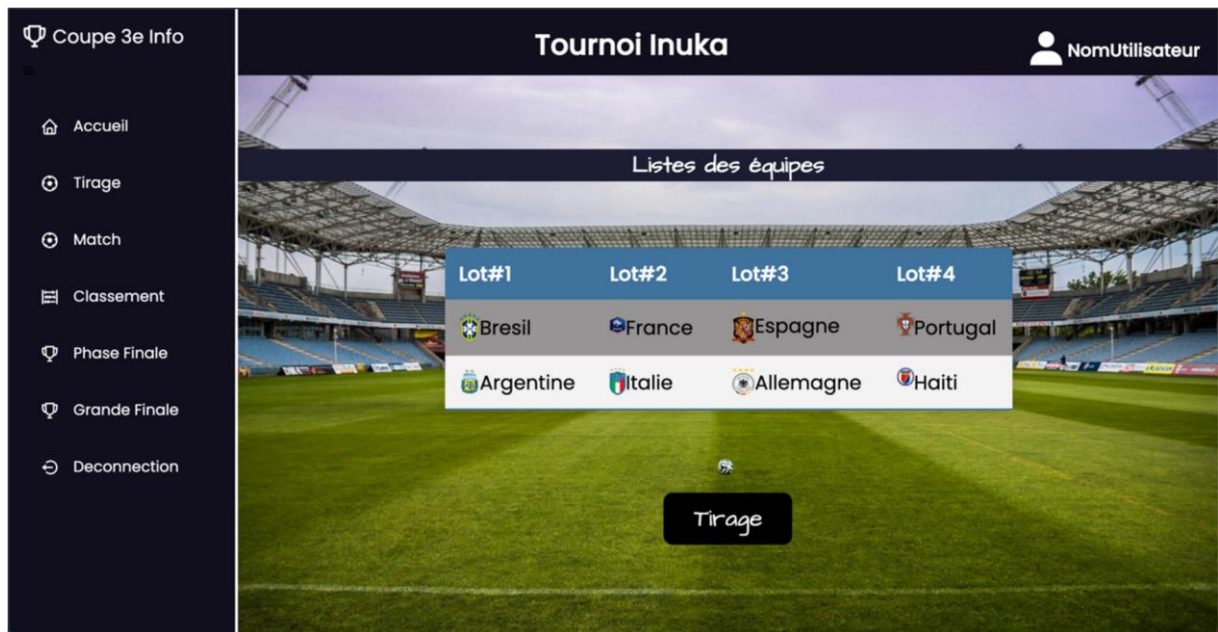 Coupe 3e Info
Accueil
Tirage
Match
Classement
Phase Finale
Grande Finale
Deconnection
Tournoi Inuka
NomUtilisateur
Listes des équipes
Lot#1 Lot#2 Lot#3 Lot#4
Bresil France Espagne Portugal
Argentine Italie Allemagne Haiti
Tirage